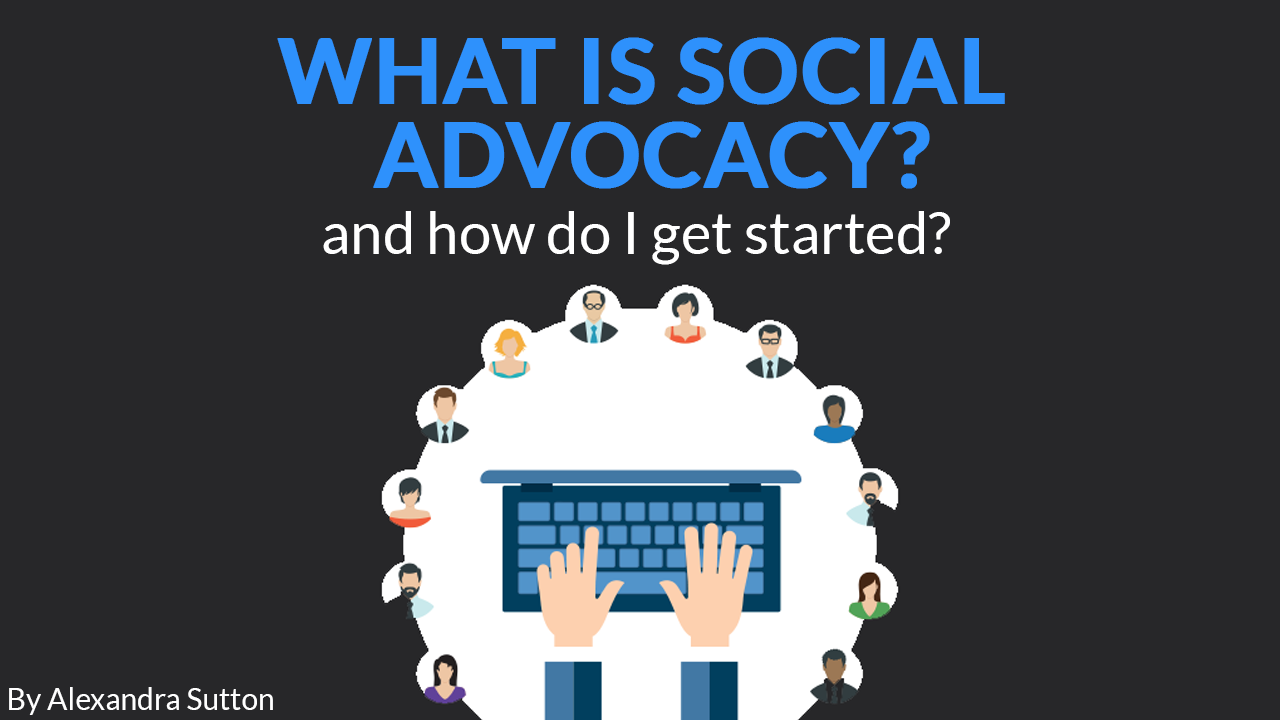 WHAT IS SOCIAL
ADVOCACY?
and how do I get started?
By Alexandra Sutton